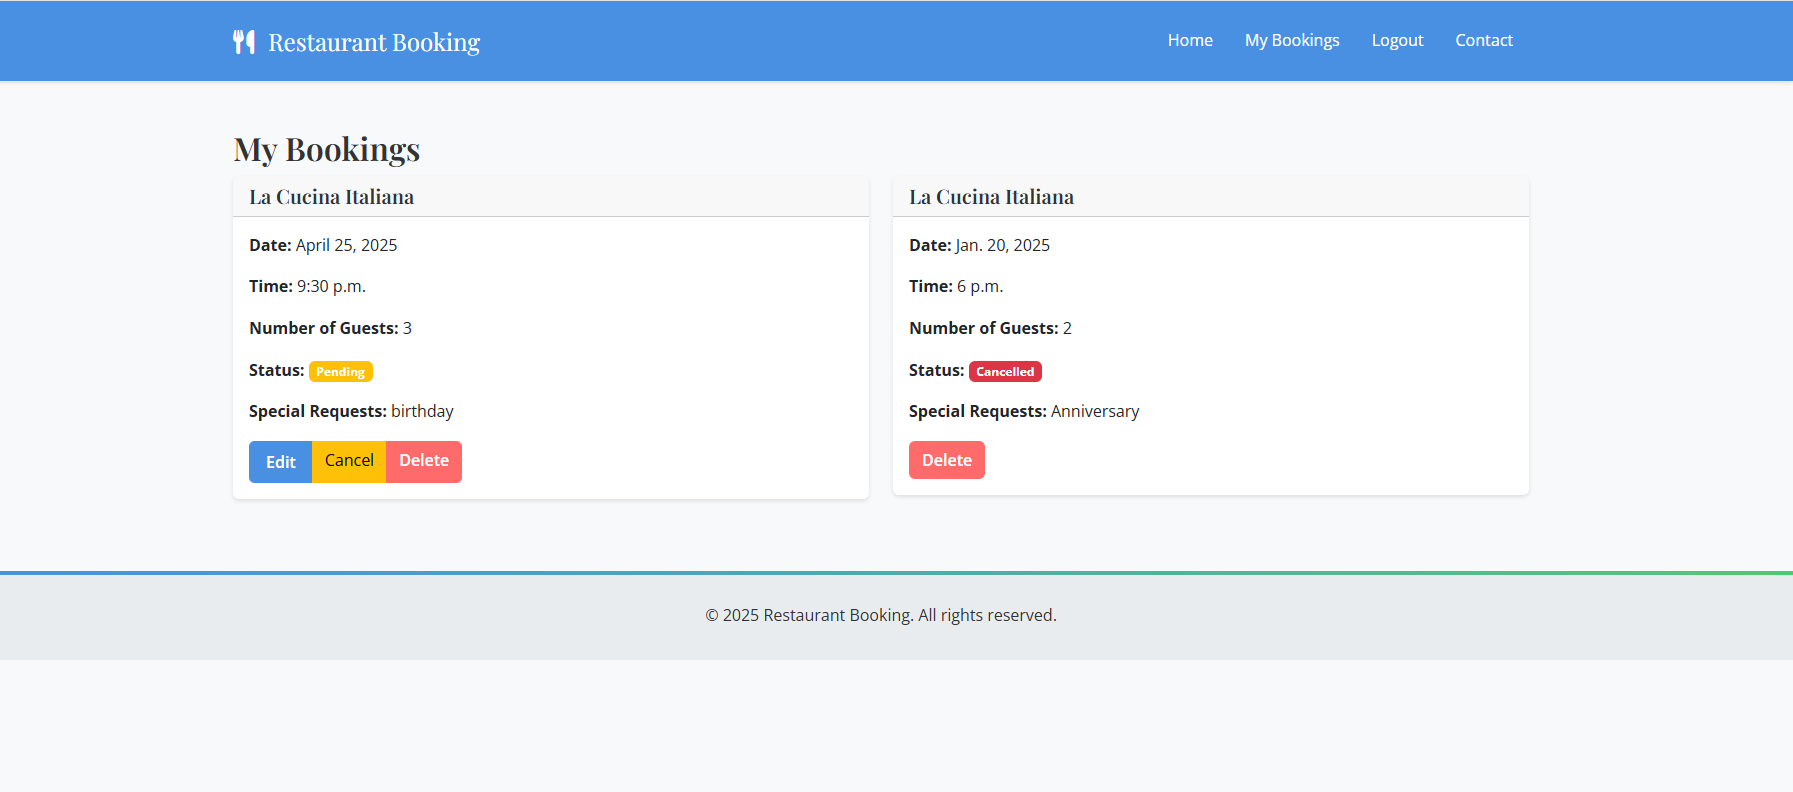 Restaurant Booking
Home My Bookings Logout Contact
My Bookings
La Cucina Italiana
Date: April 25, 2025
Time: 9:30 p.m.
Number of Guests: 3
Status: Pending
Special Requests: birthday
Edit Cancel Delete
La Cucina Italiana
Date: Jan. 20, 2025
Time: 6 p.m.
Number of Guests: 2
Status: Cancelled
Special Requests: Anniversary
Delete
© 2025 Restaurant Booking. All rights reserved.